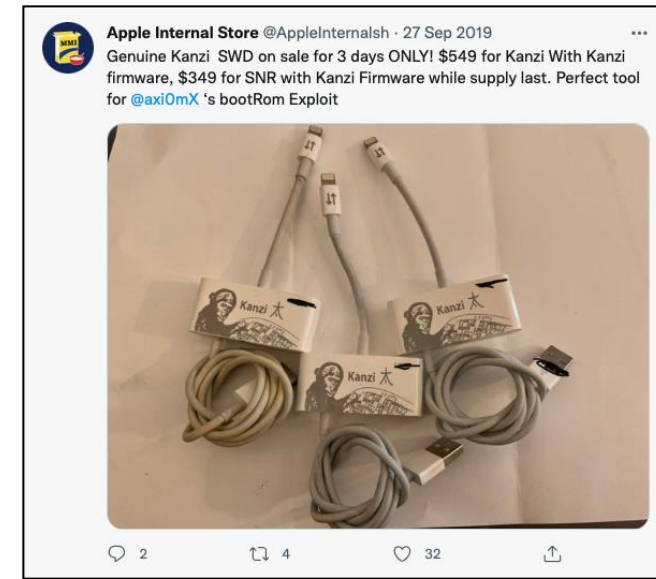 MMI
Apple Internal Store @AppleInternalsh · 27 Sep 2019
Genuine Kanzi SWD on sale for 3 days ONLY! $549 for Kanzi With Kanzi
firmware, $349 for SNR with Kanzi Firmware while supply last. Perfect tool
for @axi0mX 's bootRom Exploit
Kanzi 太
Kanzi 太
Kanzi 太
2
4
32